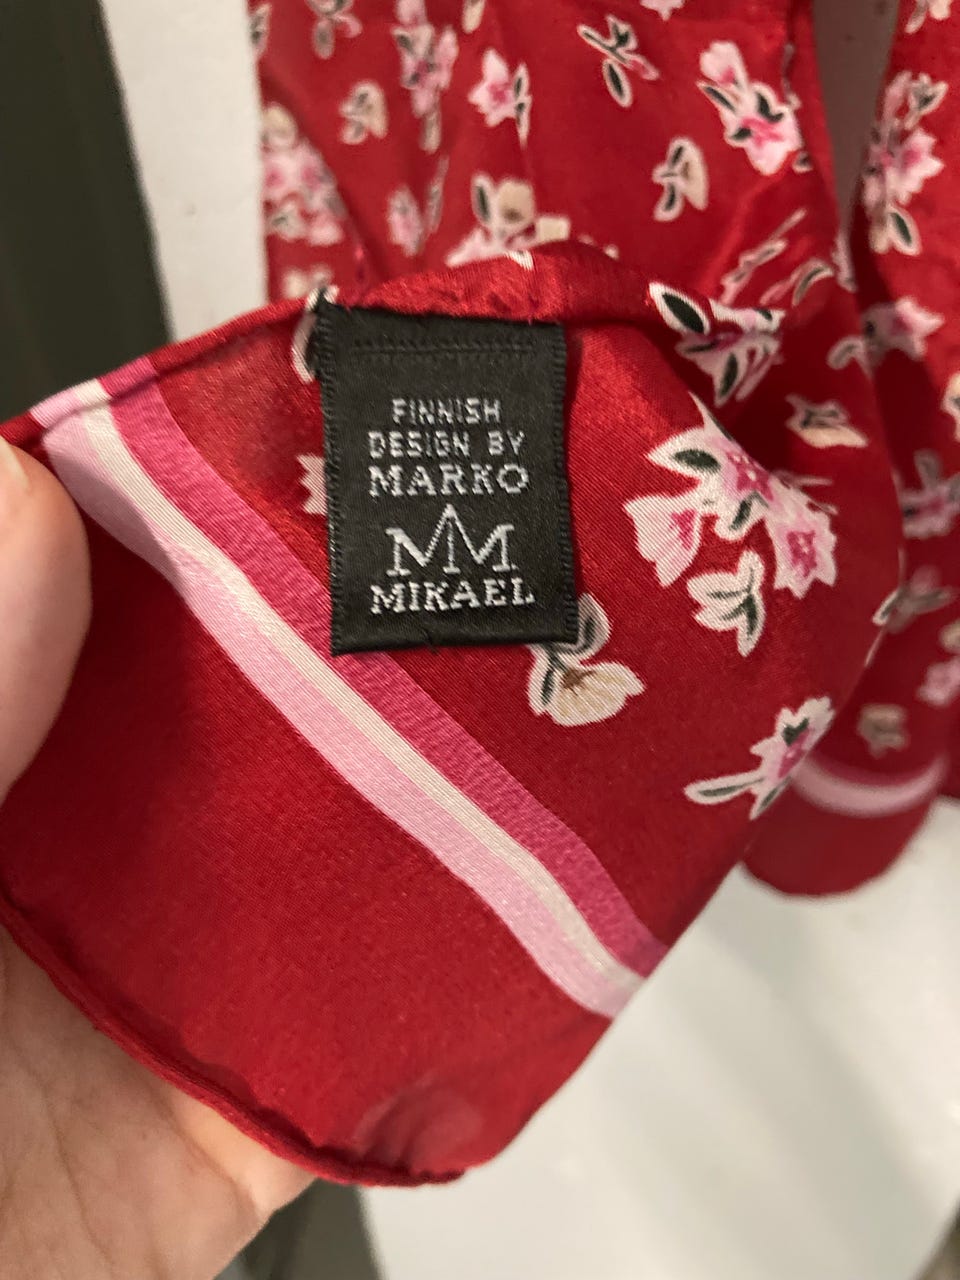 FINNISH
DESIGN BY
MARKO
MM
MIKAEL